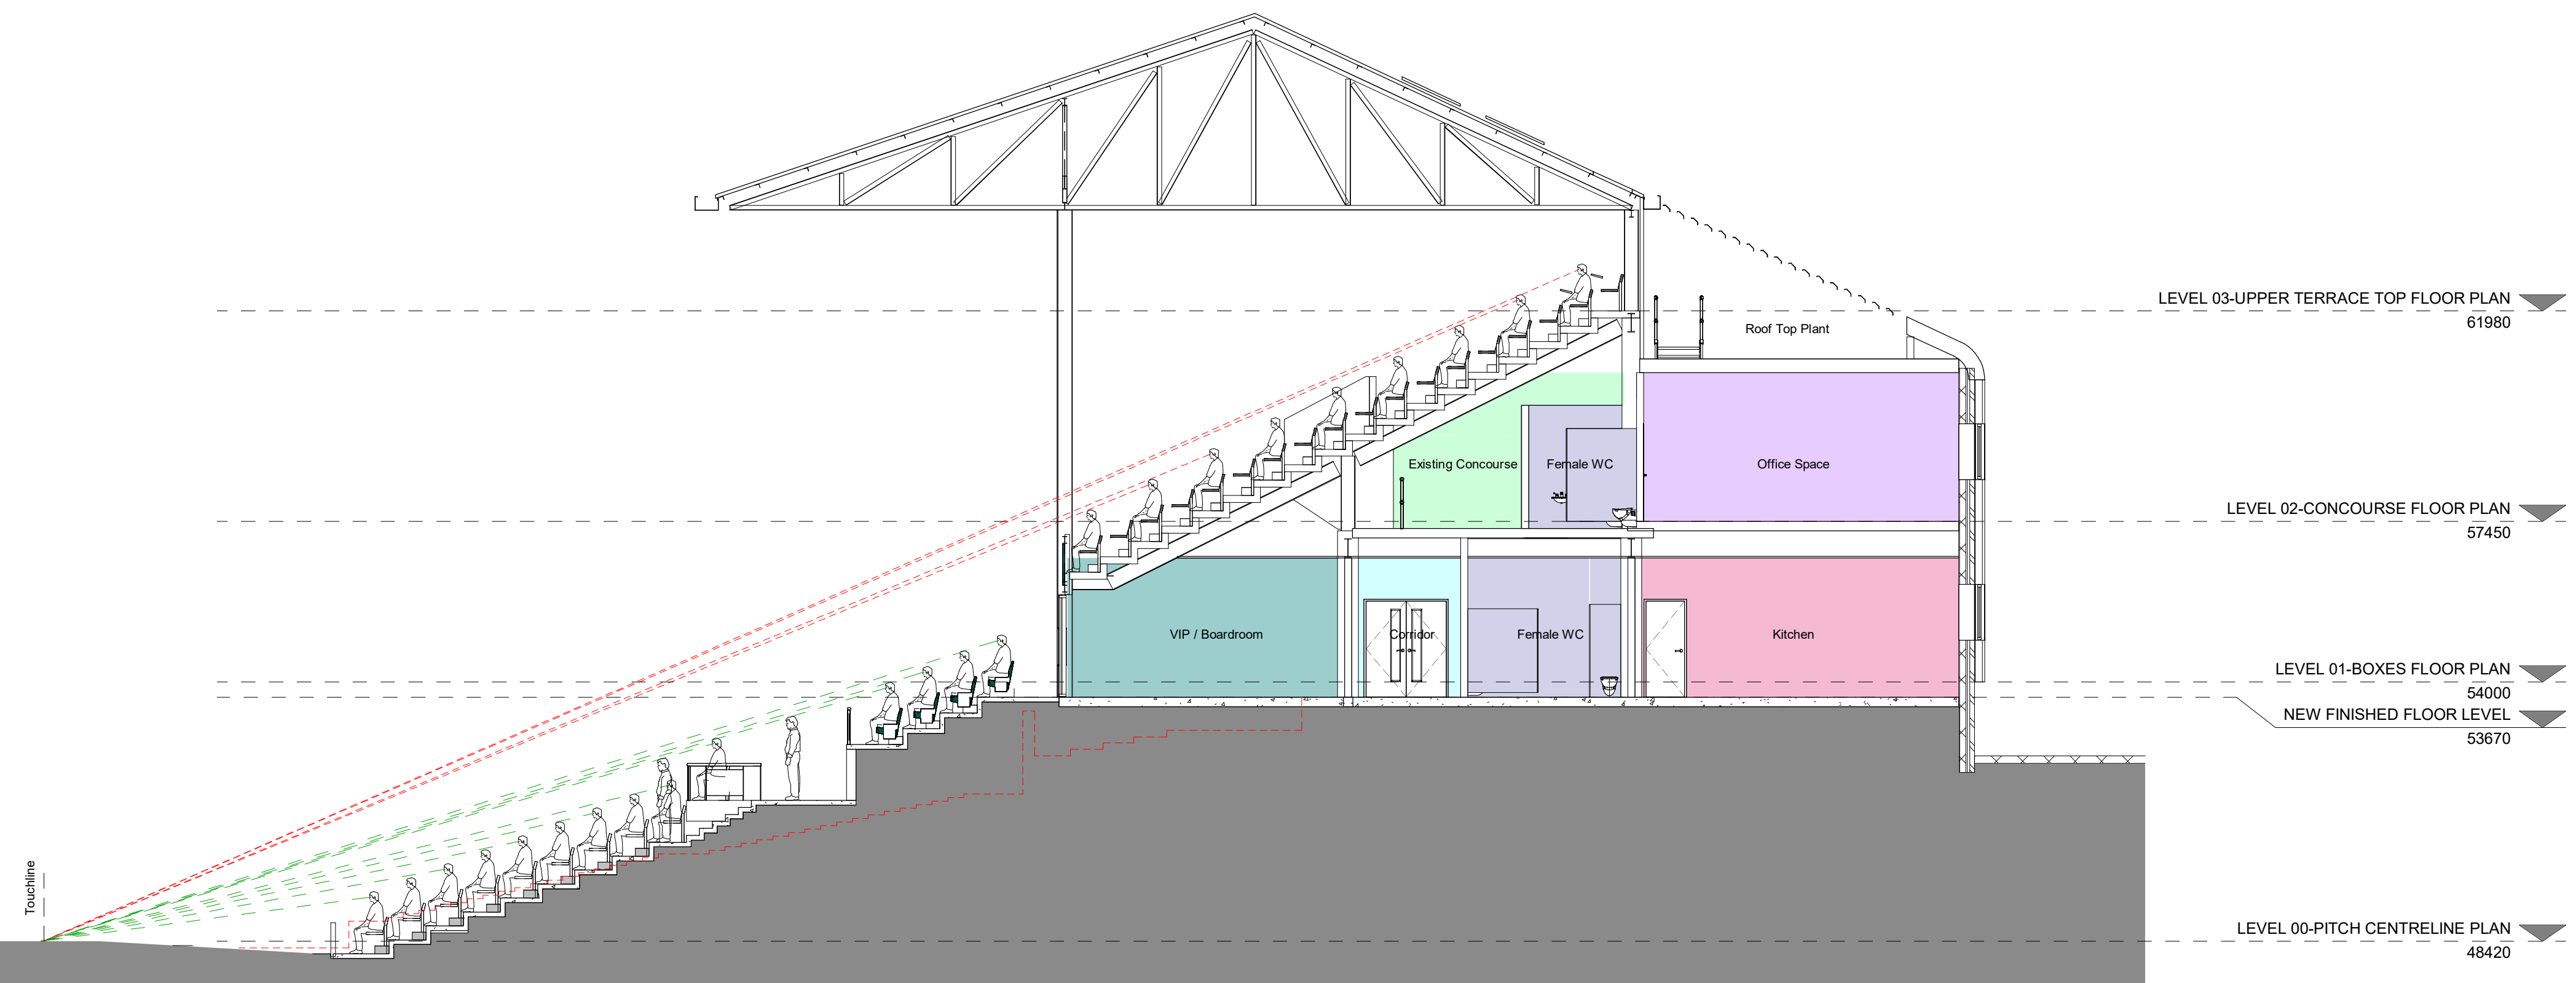 LEVEL 03-UPPER TERRACE TOP FLOOR PLAN
61980
Roof Top Plant
Existing Concourse
Female WC
Office Space
LEVEL 02-CONCOURSE FLOOR PLAN
57450
VIP / Boardroom
Corridor
Female WC
Kitchen
LEVEL 01-BOXES FLOOR PLAN
54000
NEW FINISHED FLOOR LEVEL
53670
Touchline
LEVEL 00-PITCH CENTRELINE PLAN
48420